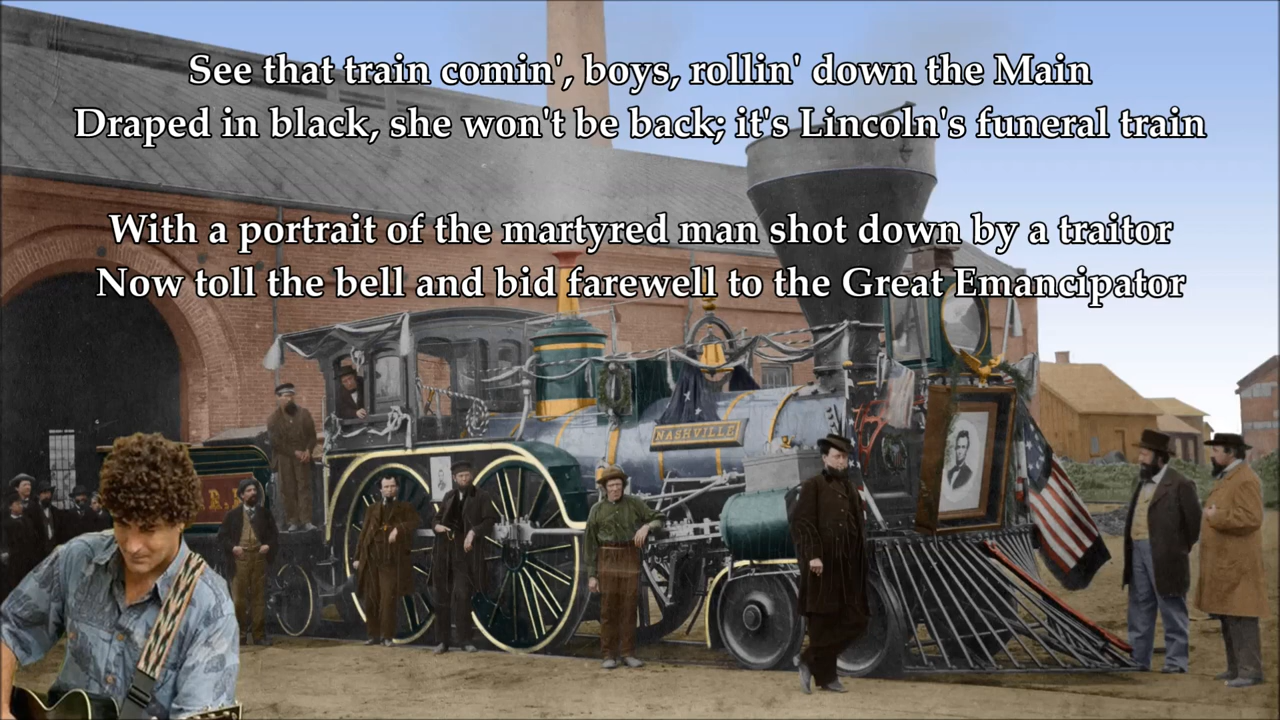 See that train comin', boys, rollin' down the Main
Draped in black, she won't be back; it's Lincoln's funeral train
With a portrait of the martyred man shot down by a traitor
Now toll the bell and bid farewell to the Great Emancipator
NASHVILLE
R.R.